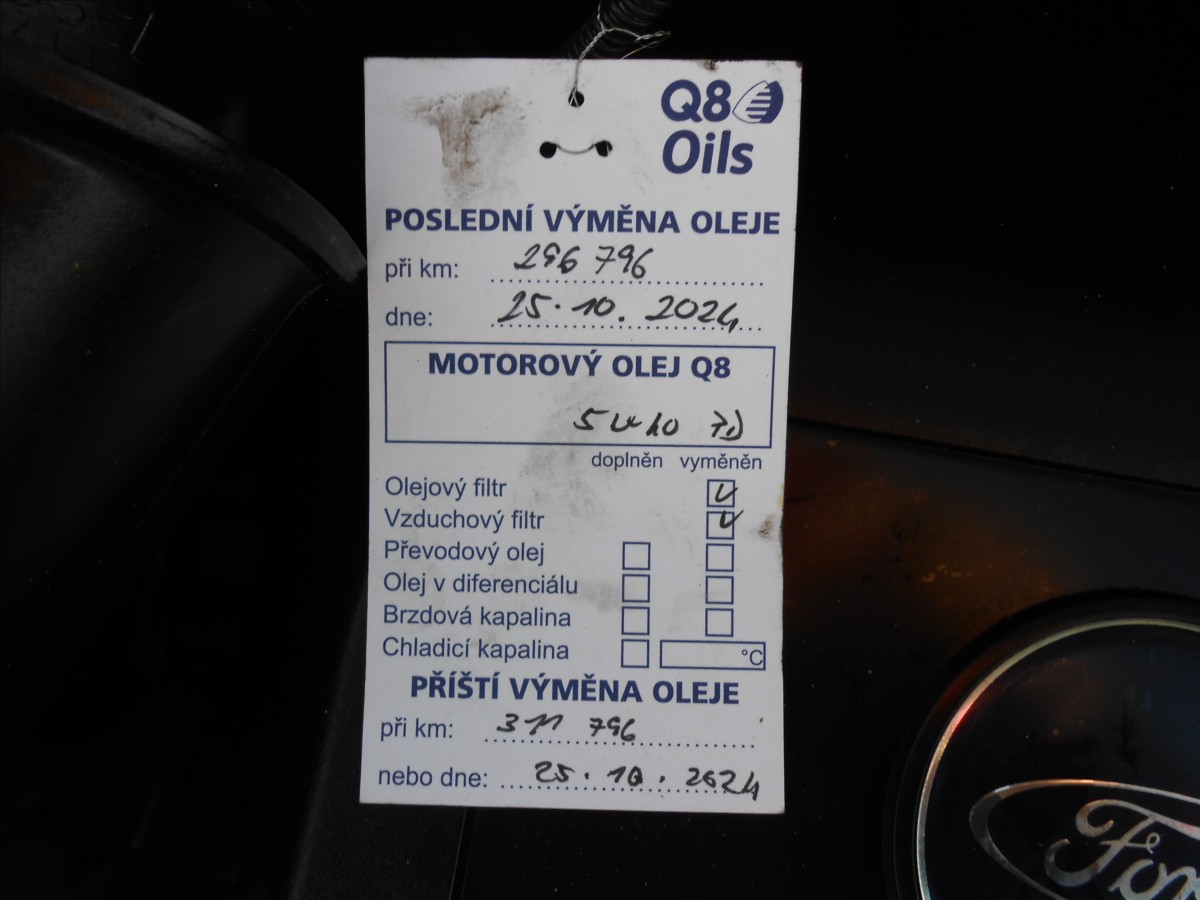 Q8
Oils
POSLEDNÍ VÝMĚNA OLEJE
při km: 296 796
dne: 25.10.2024
MOTOROVÝ OLEJ Q8
doplněn vyměněn
Olejový filtr
Vzduchový filtr
Převodový olej
Olej v diferenciálu
Brzdová kapalina
Chladicí kapalina °C
PŘÍŠTÍ VÝMĚNA OLEJE
při km: 311 796
nebo dne: 25.10.2024
Ford